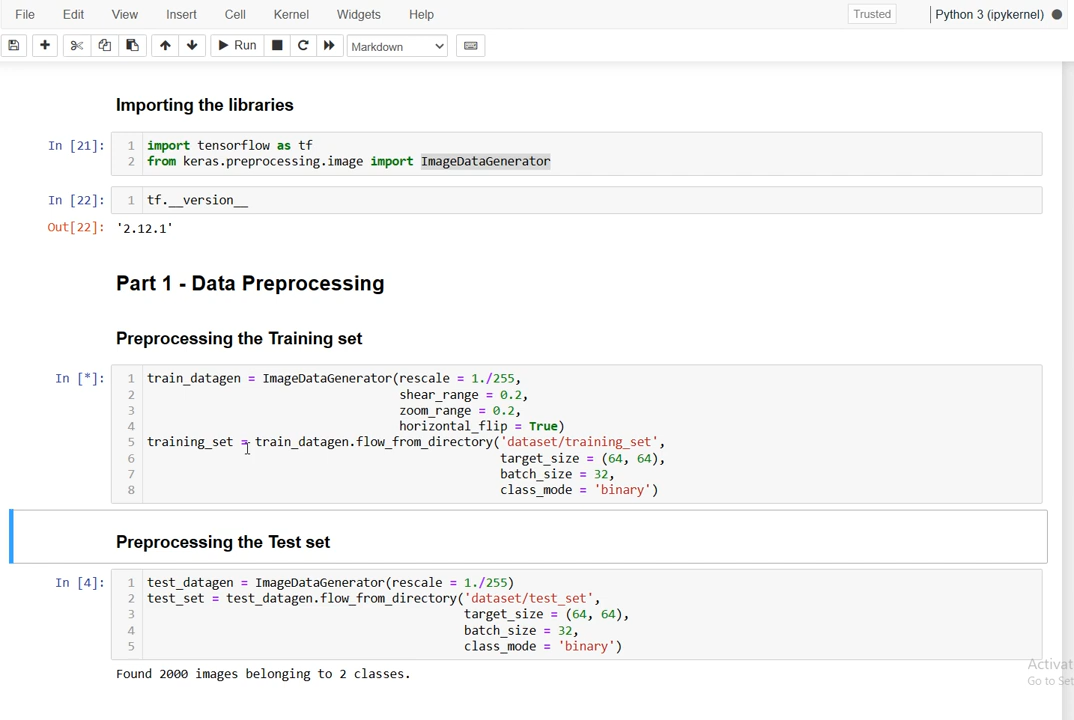 File Edit View Insert Cell Kernel Widgets Help Trusted Python 3 (ipykernel)
Run Markdown
Importing the libraries
In [21]: 1 import tensorflow as tf
2 from keras.preprocessing.image import ImageDataGenerator
In [22]: 1 tf.__version__
Out[22]: '2.12.1'
Part 1 - Data Preprocessing
Preprocessing the Training set
In [*]: 1 train_datagen = ImageDataGenerator(rescale = 1./255,
2 shear_range = 0.2,
3 zoom_range = 0.2,
4 horizontal_flip = True)
5 training_set = train_datagen.flow_from_directory('dataset/training_set',
6 target_size = (64, 64),
7 batch_size = 32,
8 class_mode = 'binary')
Preprocessing the Test set
In [4]: 1 test_datagen = ImageDataGenerator(rescale = 1./255)
2 test_set = test_datagen.flow_from_directory('dataset/test_set',
3 target_size = (64, 64),
4 batch_size = 32,
5 class_mode = 'binary')
Found 2000 images belonging to 2 classes.
Activat
Go to Set